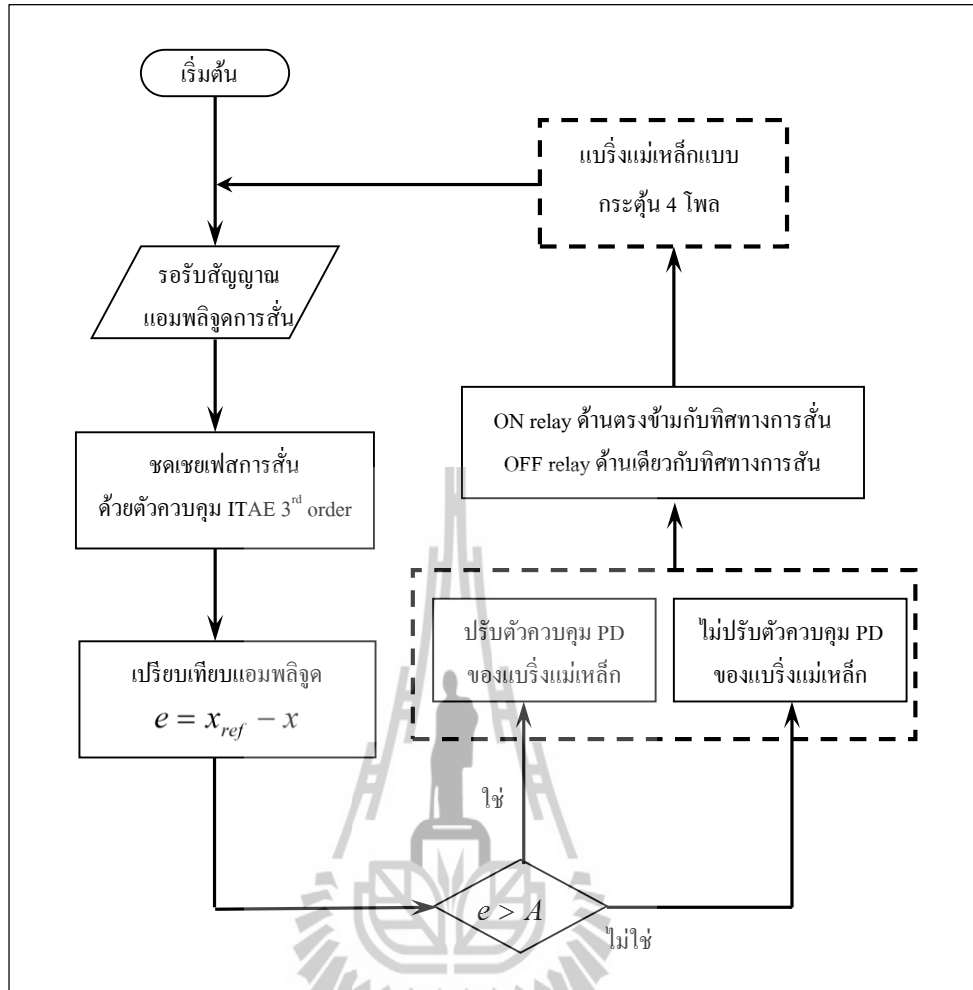 เริ่มต้น
แบริ่งแม่เหล็กแบบ
กระตุ้น 4 โพล
รอรับสัญญาณ
แอมพลิจูดการสั่น
ON relay ด้านตรงข้ามกับทิศทางการสั่น
OFF relay ด้านเดียวกับทิศทางการสัน
ชดเชยเฟสการสั่น
ด้วยตัวควบคุม ITAE 3rd order
ปรับตัวควบคุม PD
ของแบริ่งแม่เหล็ก
ไม่ปรับตัวควบคุม PD
ของแบริ่งแม่เหล็ก
เปรียบเทียบแอมพลิจูด
e = x_ref − x
ใช่
e > A
ไม่ใช่